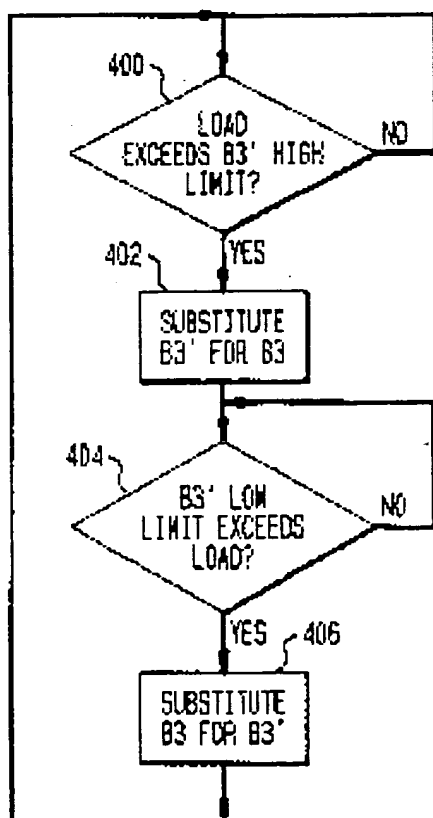 400
LOAD
EXCEEDS B3' HIGH
LIMIT?
NO
YES
402
SUBSTITUTE
B3' FOR B3
404
B3' LOW
LIMIT EXCEEDS
LOAD?
NO
YES
406
SUBSTITUTE
B3 FOR B3'